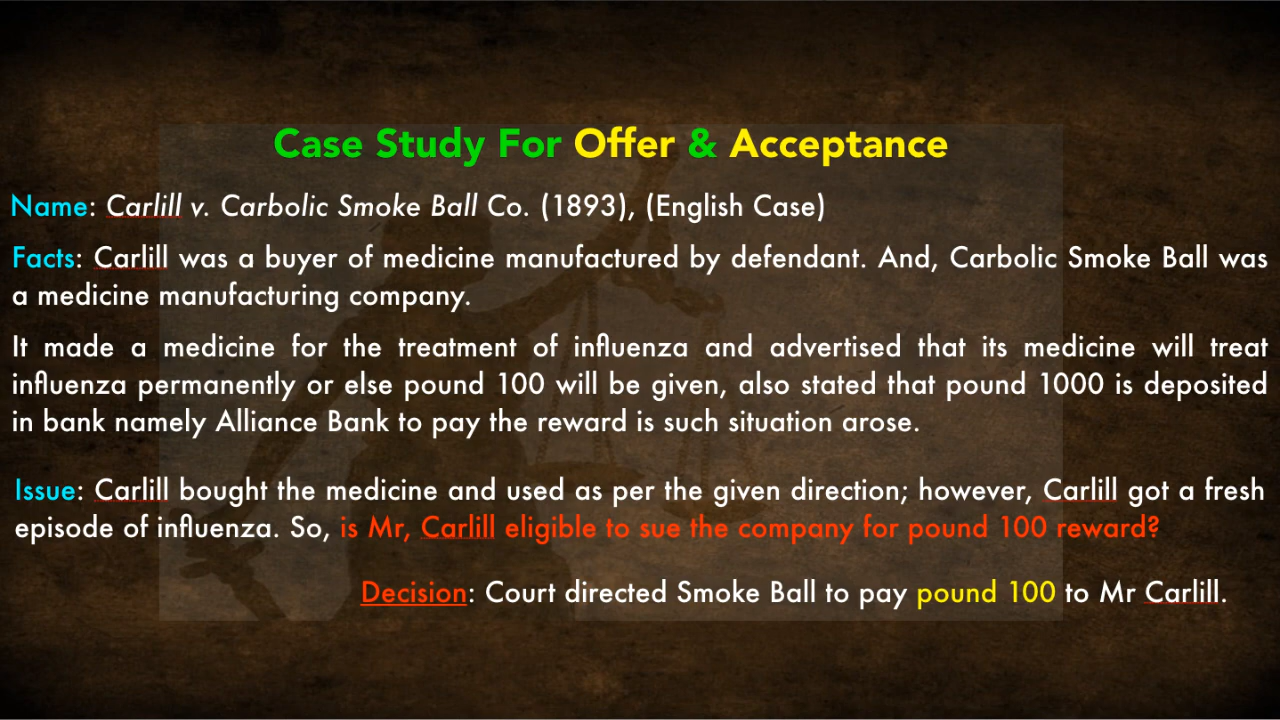 Case Study For Offer & Acceptance
Name: Carlill v. Carbolic Smoke Ball Co. (1893), (English Case)
Facts: Carlill was a buyer of medicine manufactured by defendant. And, Carbolic Smoke Ball was
a medicine manufacturing company.
It made a medicine for the treatment of influenza and advertised that its medicine will treat
influenza permanently or else pound 100 will be given, also stated that pound 1000 is deposited
in bank namely Alliance Bank to pay the reward is such situation arose.
Issue: Carlill bought the medicine and used as per the given direction; however, Carlill got a fresh
episode of influenza. So, is Mr, Carlill eligible to sue the company for pound 100 reward?
Decision: Court directed Smoke Ball to pay pound 100 to Mr Carlill.